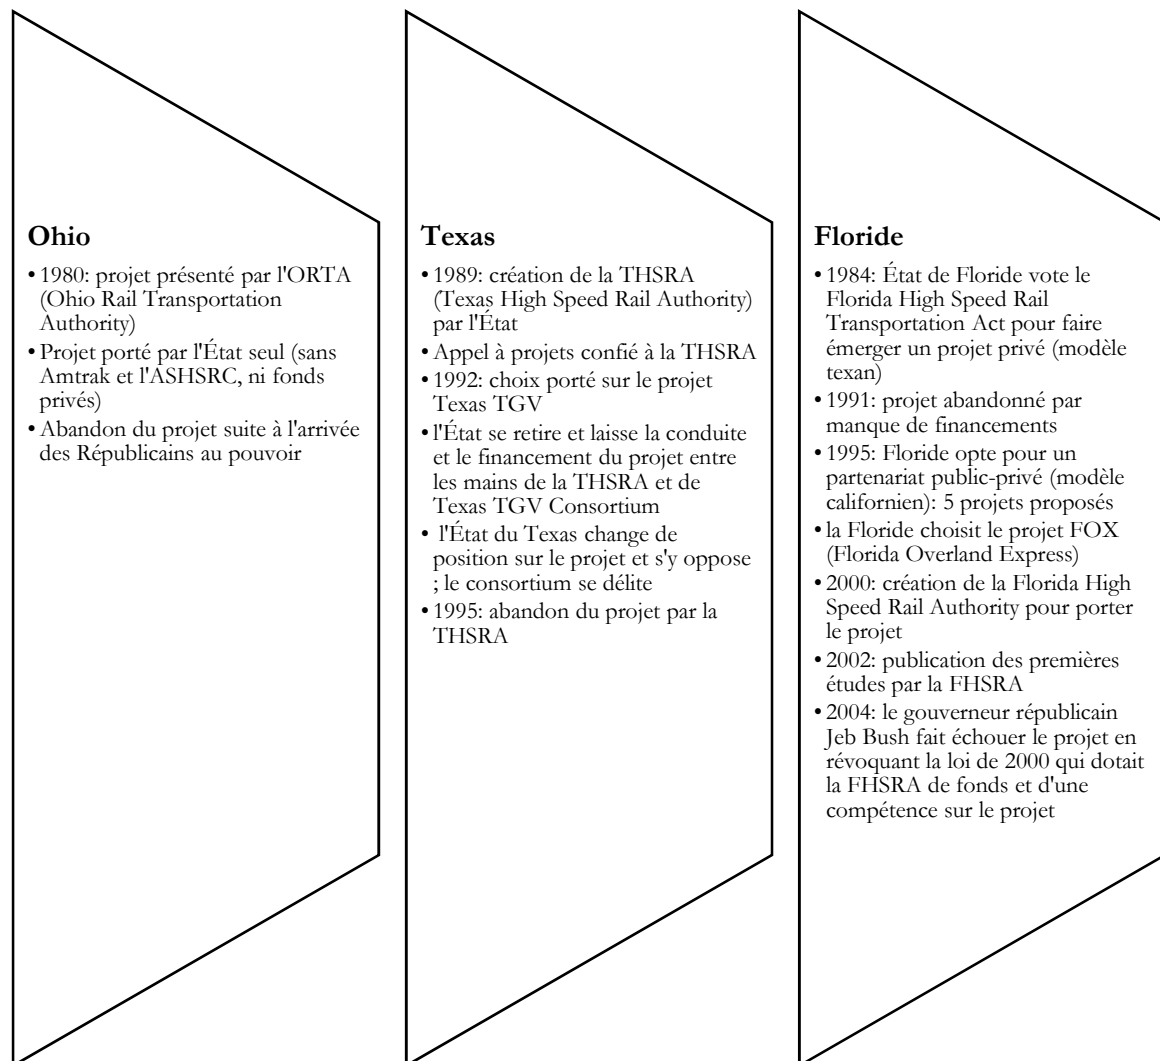 Ohio
• 1980: projet présenté par l'ORTA
(Ohio Rail Transportation
Authority)
• Projet porté par l'État seul (sans
Amtrak et l'ASHSRC, ni fonds
privés)
• Abandon du projet suite à l'arrivée
des Républicains au pouvoir
Texas
• 1989: création de la THSRA
(Texas High Speed Rail Authority)
par l'État
• Appel à projets confié à la THSRA
• 1992: choix porté sur le projet
Texas TGV
• l'État se retire et laisse la conduite
et le financement du projet entre
les mains de la THSRA et de
Texas TGV Consortium
• l'État du Texas change de
position sur le projet et s'y oppose
; le consortium se délite
• 1995: abandon du projet par la
THSRA
Floride
• 1984: État de Floride vote le
Florida High Speed Rail
Transportation Act pour faire
émerger un projet privé (modèle
texan)
• 1991: projet abandonné par
manque de financements
• 1995: Floride opte pour un
partenariat public-privé (modèle
californien): 5 projets proposés
• la Floride choisit le projet FOX
(Florida Overland Express)
• 2000: création de la Florida High
Speed Rail Authority pour porter
le projet
• 2002: publication des premières
études par la FHSRA
• 2004: le gouverneur républicain
Jeb Bush fait échouer le projet en
révoquant la loi de 2000 qui dotait
la FHSRA de fonds et d'une
compétence sur le projet